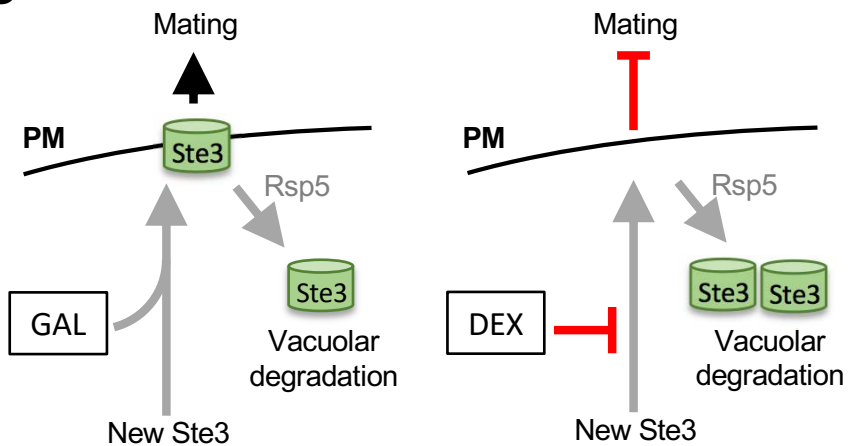 Mating
PM
Ste3
Rsp5
Ste3
GAL
Vacuolar
degradation
New Ste3
Mating
PM
Rsp5
Ste3 Ste3
DEX
Vacuolar
degradation
New Ste3